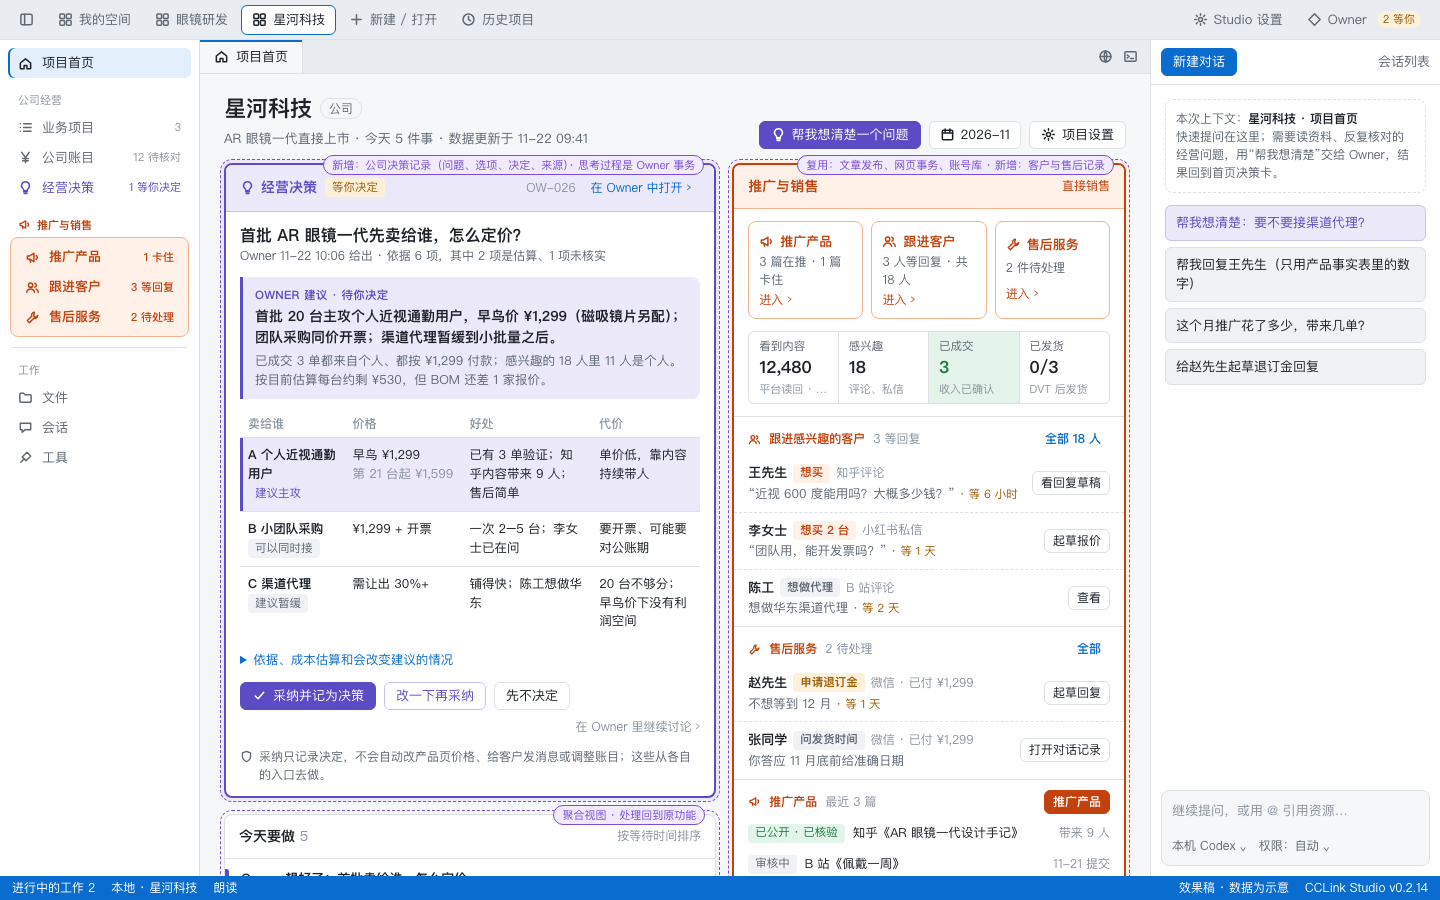 我的空间
眼镜研发
星河科技
新建 / 打开
历史项目
Studio 设置
Owner
2 等你
项目首页
公司经营
业务项目 3
公司账目 12 待核对
经营决策 1 等你决定
推广与销售
推广产品 1 卡住
跟进客户 3 等回复
售后服务 2 待处理
工作
文件
会话
工具
项目首页
星河科技 公司
AR 眼镜一代直接上市 · 今天 5 件事 · 数据更新于 11-22 09:41
帮我想清楚一个问题
2026-11
项目设置
新增：公司决策记录（问题、选项、决定、来源）· 思考过程是 Owner 事务
经营决策 等你决定 OW-026 在 Owner 中打开 ›
首批 AR 眼镜一代先卖给谁，怎么定价？
Owner 11-22 10:06 给出 · 依据 6 项，其中 2 项是估算、1 项未核实
OWNER 建议 · 待你决定
首批 20 台主攻个人近视通勤用户，早鸟价 ¥1,299（磁吸镜片另配）；
团队采购同价开票；渠道代理暂缓到小批量之后。
已成交 3 单都来自个人、都按 ¥1,299 付款；感兴趣的 18 人里 11 人是个人。
按目前估算每台约剩 ¥530，但 BOM 还差 1 家报价。
卖给谁 价格 好处 代价
A 个人近视通勤 早鸟 ¥1,299 已有 3 单验证；知 单价低，靠内容
用户 第 21 台起 ¥1,599 乎内容带来 9 人； 持续带人
建议主攻 售后简单
B 小团队采购 ¥1,299 + 开票 一次 2–5 台；李女 要开票、可能要
可以同时接 士已在问 对公账期
C 渠道代理 需让出 30%+ 铺得快；陈工想做华 20 台不够分；
建议暂缓 东 早鸟价下没有利
润空间
依据、成本估算和会改变建议的情况
采纳并记为决策
改一下再采纳
先不决定
在 Owner 里继续讨论 ›
采纳只记录决定，不会自动改产品页价格、给客户发消息或调整账目；这些从各自
的入口去做。
聚合视图 · 处理回到原功能
今天要做 5 按等待时间排序
复用：文章发布、网页事务、账号库 · 新增：客户与售后记录
推广与销售 直接销售
推广产品
3 篇在推 · 1 篇
卡住
进入 ›
跟进客户
3 人等回复 · 共
18 人
进入 ›
售后服务
2 件待处理
进入 ›
看到内容 感兴趣 已成交 已发货
12,480 18 3 0/3
平台读回 · ... 评论、私信 收入已确认 DVT 后发货
跟进感兴趣的客户 3 等回复 全部 18 人
王先生 想买 知乎评论
“近视 600 度能用吗？大概多少钱？” · 等 6 小时
看回复草稿
李女士 想买 2 台 小红书私信
“团队用，能开发票吗？” · 等 1 天
起草报价
陈工 想做代理 B 站评论
想做华东渠道代理 · 等 2 天
查看
售后服务 2 待处理 全部
赵先生 申请退订金 微信 · 已付 ¥1,299
不想等到 12 月 · 等 1 天
起草回复
张同学 问发货时间 微信 · 已付 ¥1,299
你答应 11 月底前给准确日期
打开对话记录
推广产品 最近 3 篇 推广产品
已公开 · 已核验 知乎《AR 眼镜一代设计手记》 带来 9 人
审核中 B 站《佩戴一周》 11-21 提交
新建对话 会话列表
本次上下文：星河科技 · 项目首页
快速提问在这里；需要读资料、反复核对的
经营问题，用“帮我想清楚”交给 Owner，结
果回到首页决策卡。
帮我想清楚：要不要接渠道代理？
帮我回复王先生（只用产品事实表里的数
字）
这个月推广花了多少，带来几单？
给赵先生起草退订金回复
继续提问，或用 @ 引用资源...
本机 Codex 权限：自动
进行中的工作 2 本地 · 星河科技 朗读
效果稿 · 数据为示意 CCLink Studio v0.2.14